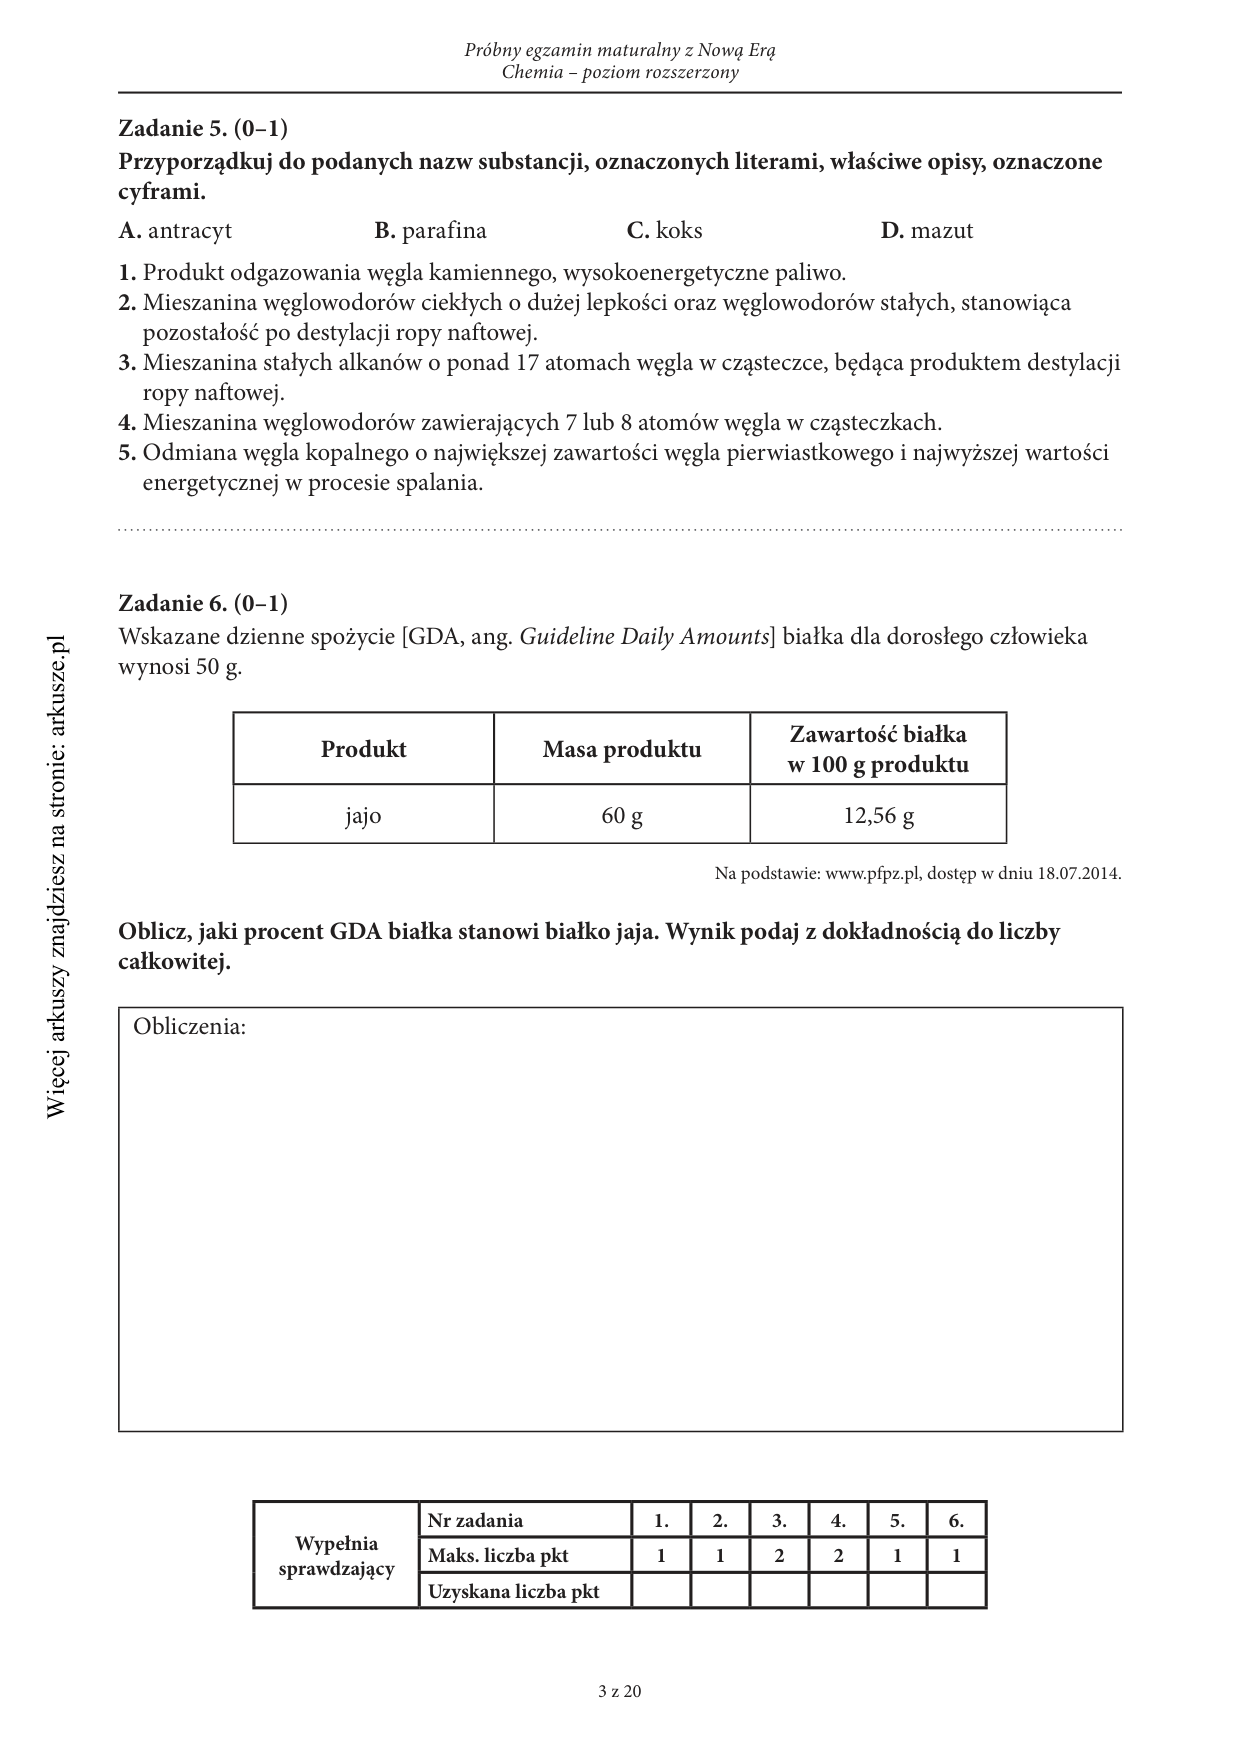 Próbny egzamin maturalny z Nową Erą
Chemia – poziom rozszerzony
Zadanie 5. (0–1)
Przyporządkuj do podanych nazw substancji, oznaczonych literami, właściwe opisy, oznaczone
cyframi.
A. antracyt B. parafina C. koks D. mazut
1. Produkt odgazowania węgla kamiennego, wysokoenergetyczne paliwo.
2. Mieszanina węglowodorów ciekłych o dużej lepkości oraz węglowodorów stałych, stanowiąca
pozostałość po destylacji ropy naftowej.
3. Mieszanina stałych alkanów o ponad 17 atomach węgla w cząsteczce, będąca produktem destylacji
ropy naftowej.
4. Mieszanina węglowodorów zawierających 7 lub 8 atomów węgla w cząsteczkach.
5. Odmiana węgla kopalnego o największej zawartości węgla pierwiastkowego i najwyższej wartości
energetycznej w procesie spalania.
Zadanie 6. (0–1)
Wskazane dzienne spożycie [GDA, ang. Guideline Daily Amounts] białka dla dorosłego człowieka
wynosi 50 g.
Produkt Masa produktu Zawartość białka
w 100 g produktu
jajo 60 g 12,56 g
Na podstawie: www.pfpz.pl, dostęp w dniu 18.07.2014.
Oblicz, jaki procent GDA białka stanowi białko jaja. Wynik podaj z dokładnością do liczby
całkowitej.
Obliczenia:
Wypełnia
sprawdzający
Nr zadania 1. 2. 3. 4. 5. 6.
Maks. liczba pkt 1 1 2 2 1 1
Uzyskana liczba pkt
3 z 20
Więcej arkuszy znajdziesz na stronie: arkusze.pl